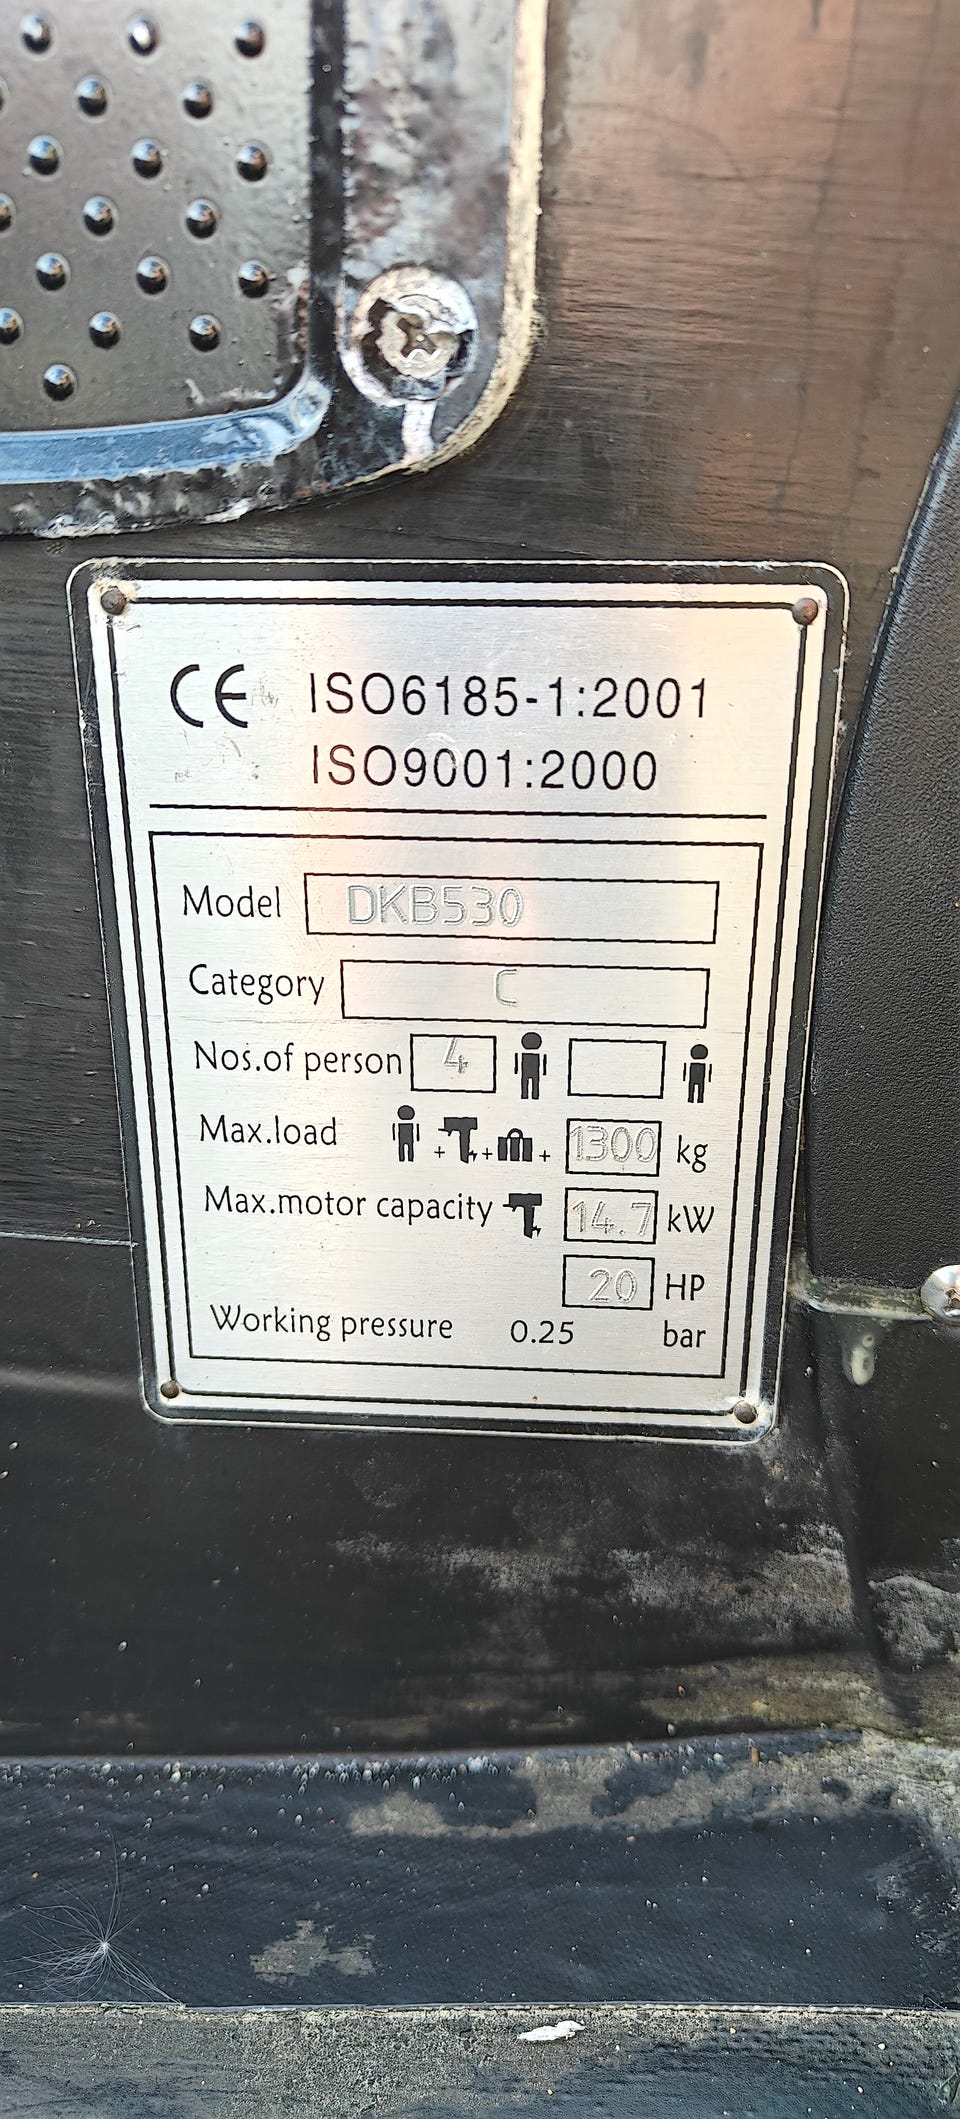 CE ISO6185-1:2001
ISO9001:2000
Model DKB530
Category C
Nos.of person 4
Max.load + + + 1300 kg
Max.motor capacity 14.7 kW
20 HP
Working pressure 0.25 bar